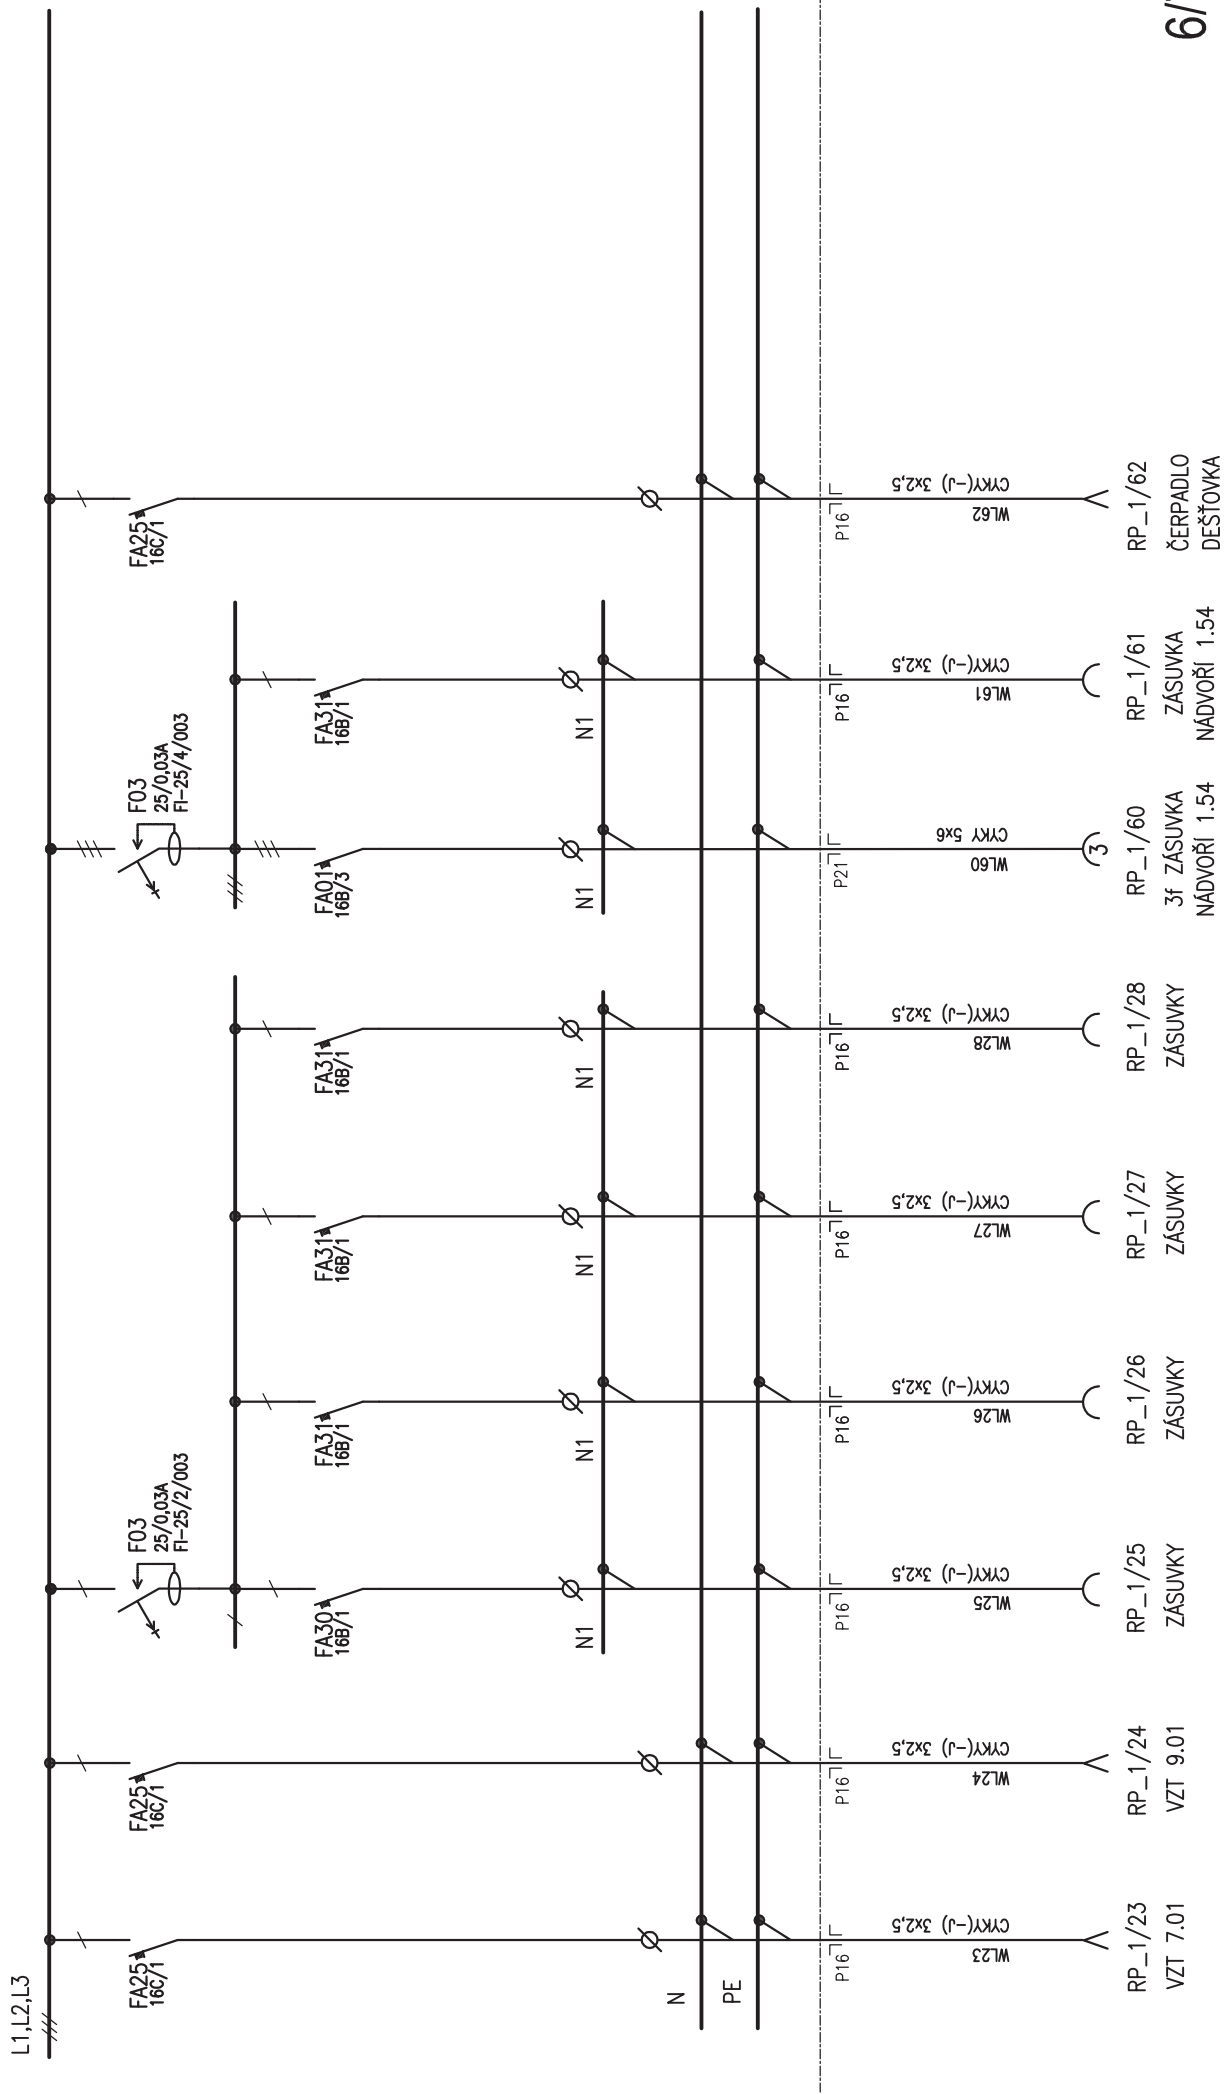 L1,L2,L3
FA25
16C/1
FA25
16C/1
F03
25/0,03A
FI-25/2/003
FA30
16B/1
FA31
16B/1
FA31
16B/1
FA31
16B/1
F03
25/0,03A
FI-25/4/003
FA01
16B/3
FA31
16B/1
FA25
16C/1
N1
N1
N1
N1
N1
N1
N
PE
P16
P16
P16
P16
P16
P16
P21
P16
P16
CYKY(-J) 3x2,5
WL23
CYKY(-J) 3x2,5
WL24
CYKY(-J) 3x2,5
WL25
CYKY(-J) 3x2,5
WL26
CYKY(-J) 3x2,5
WL27
CYKY(-J) 3x2,5
WL28
CYKY 5x6
WL60
CYKY(-J) 3x2,5
WL61
CYKY(-J) 3x2,5
WL62
3
RP_1/23
VZT 7.01
RP_1/24
VZT 9.01
RP_1/25
ZÁSUVKY
RP_1/26
ZÁSUVKY
RP_1/27
ZÁSUVKY
RP_1/28
ZÁSUVKY
RP_1/60
3f ZÁSUVKA
NÁDVOŘÍ 1.54
RP_1/61
ZÁSUVKA
NÁDVOŘÍ 1.54
RP_1/62
ČERPADLO
DEŠŤOVKA